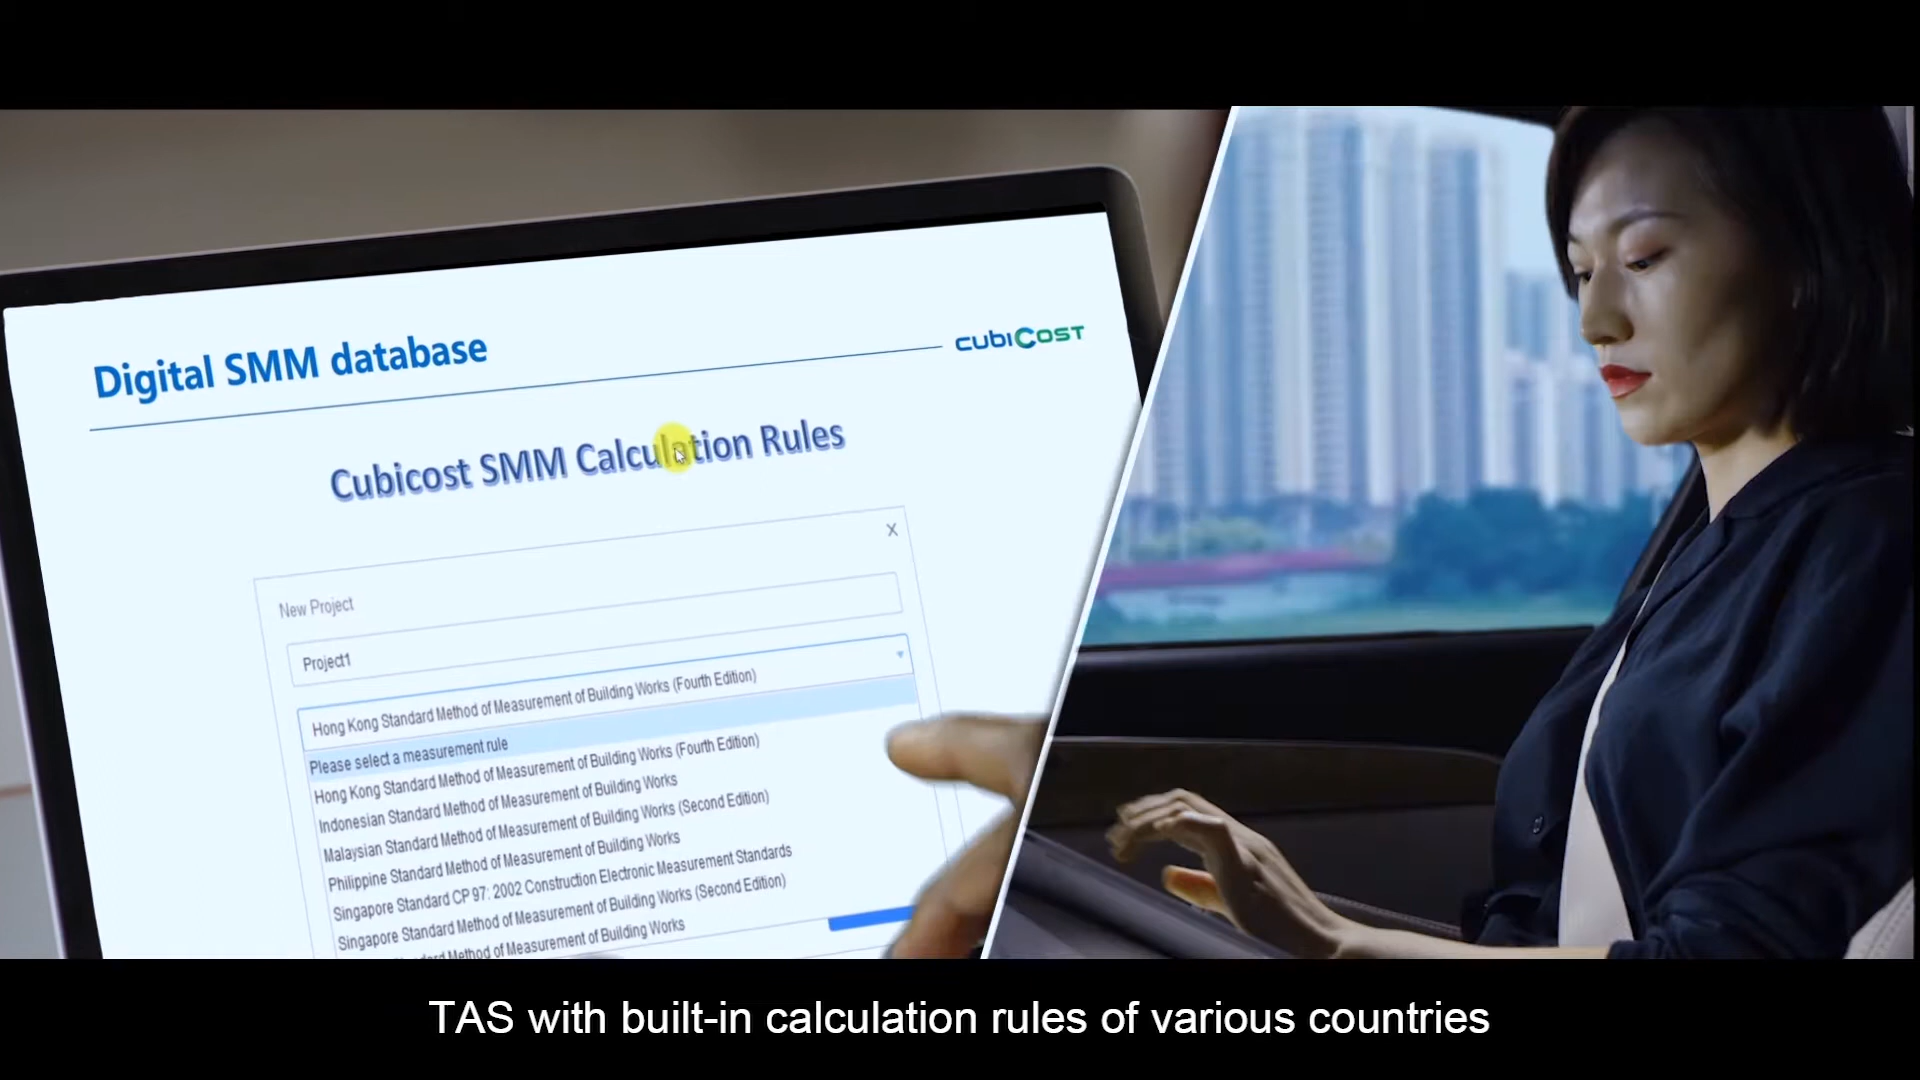 Digital SMM database
cubicost
Cubicost SMM Calculation Rules
X
New Project
Project1
Hong Kong Standard Method of Measurement of Building Works (Fourth Edition)
Please select a measurement rule
Hong Kong Standard Method of Measurement of Building Works (Fourth Edition)
Indonesian Standard Method of Measurement of Building Works
Malaysian Standard Method of Measurement of Building Works (Second Edition)
Philippine Standard Method of Measurement of Building Works
Singapore Standard CP 97: 2002 Construction Electronic Measurement Standards
Singapore Standard Method of Measurement of Building Works (Second Edition)
Standard Method of Measurement of Building Works
TAS with built-in calculation rules of various countries